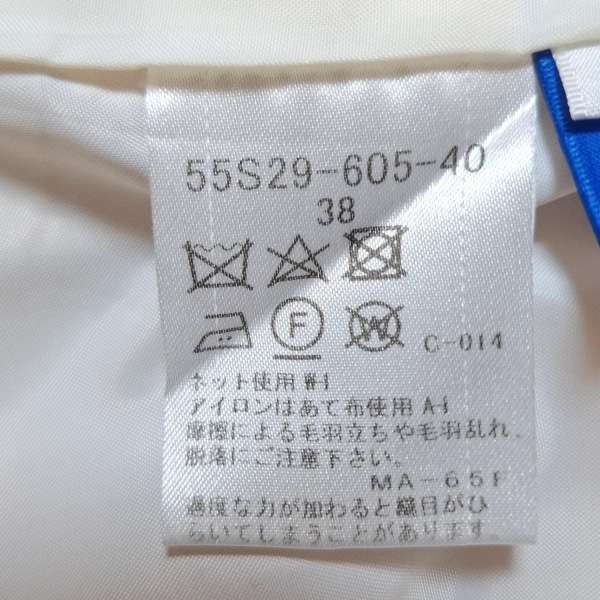 55S29-605-40
38
F
W
C-014
ネット使用 W-1
アイロンはあて布使用 A-1
摩擦による毛羽立ちや毛羽乱れ、
脱落にご注意下さい。
MA-65F
過度な力が加わると織目がひ
らいてしまうことがあります。